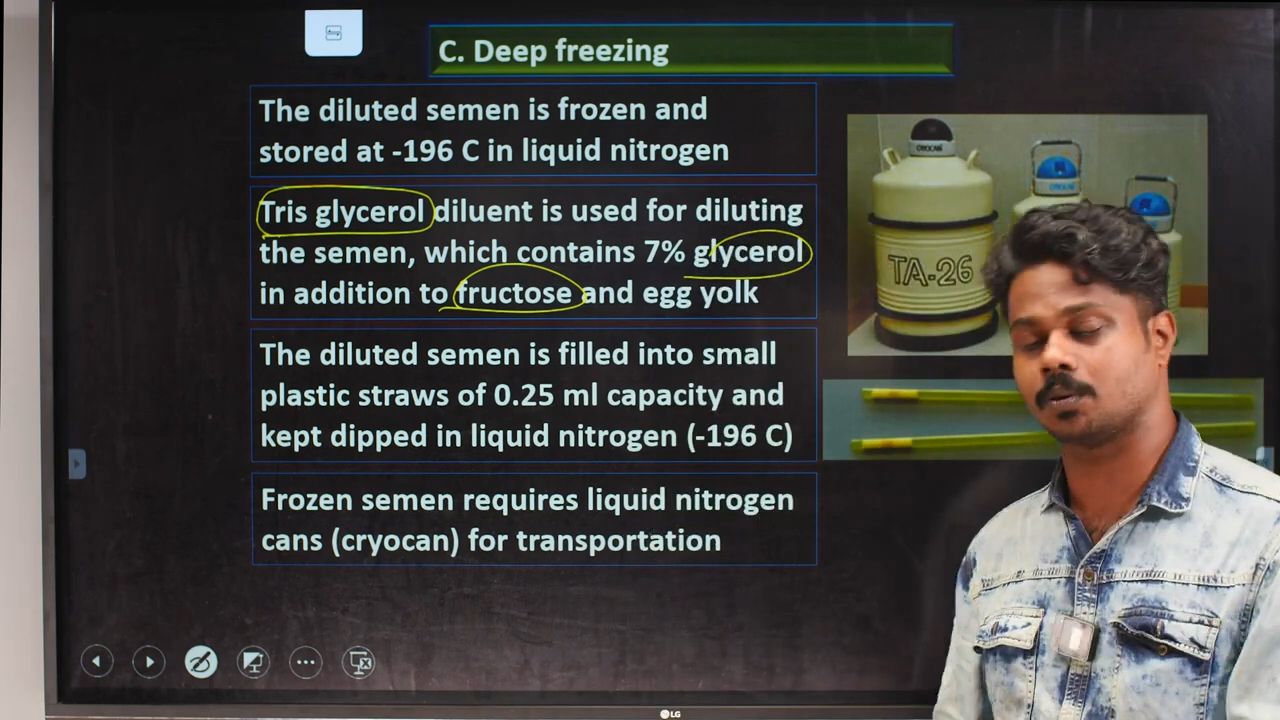 C. Deep freezing
The diluted semen is frozen and
stored at -196 C in liquid nitrogen
Tris glycerol diluent is used for diluting
the semen, which contains 7% glycerol
in addition to fructose and egg yolk
The diluted semen is filled into small
plastic straws of 0.25 ml capacity and
kept dipped in liquid nitrogen (-196 C)
Frozen semen requires liquid nitrogen
cans (cryocan) for transportation
TA-26
LG